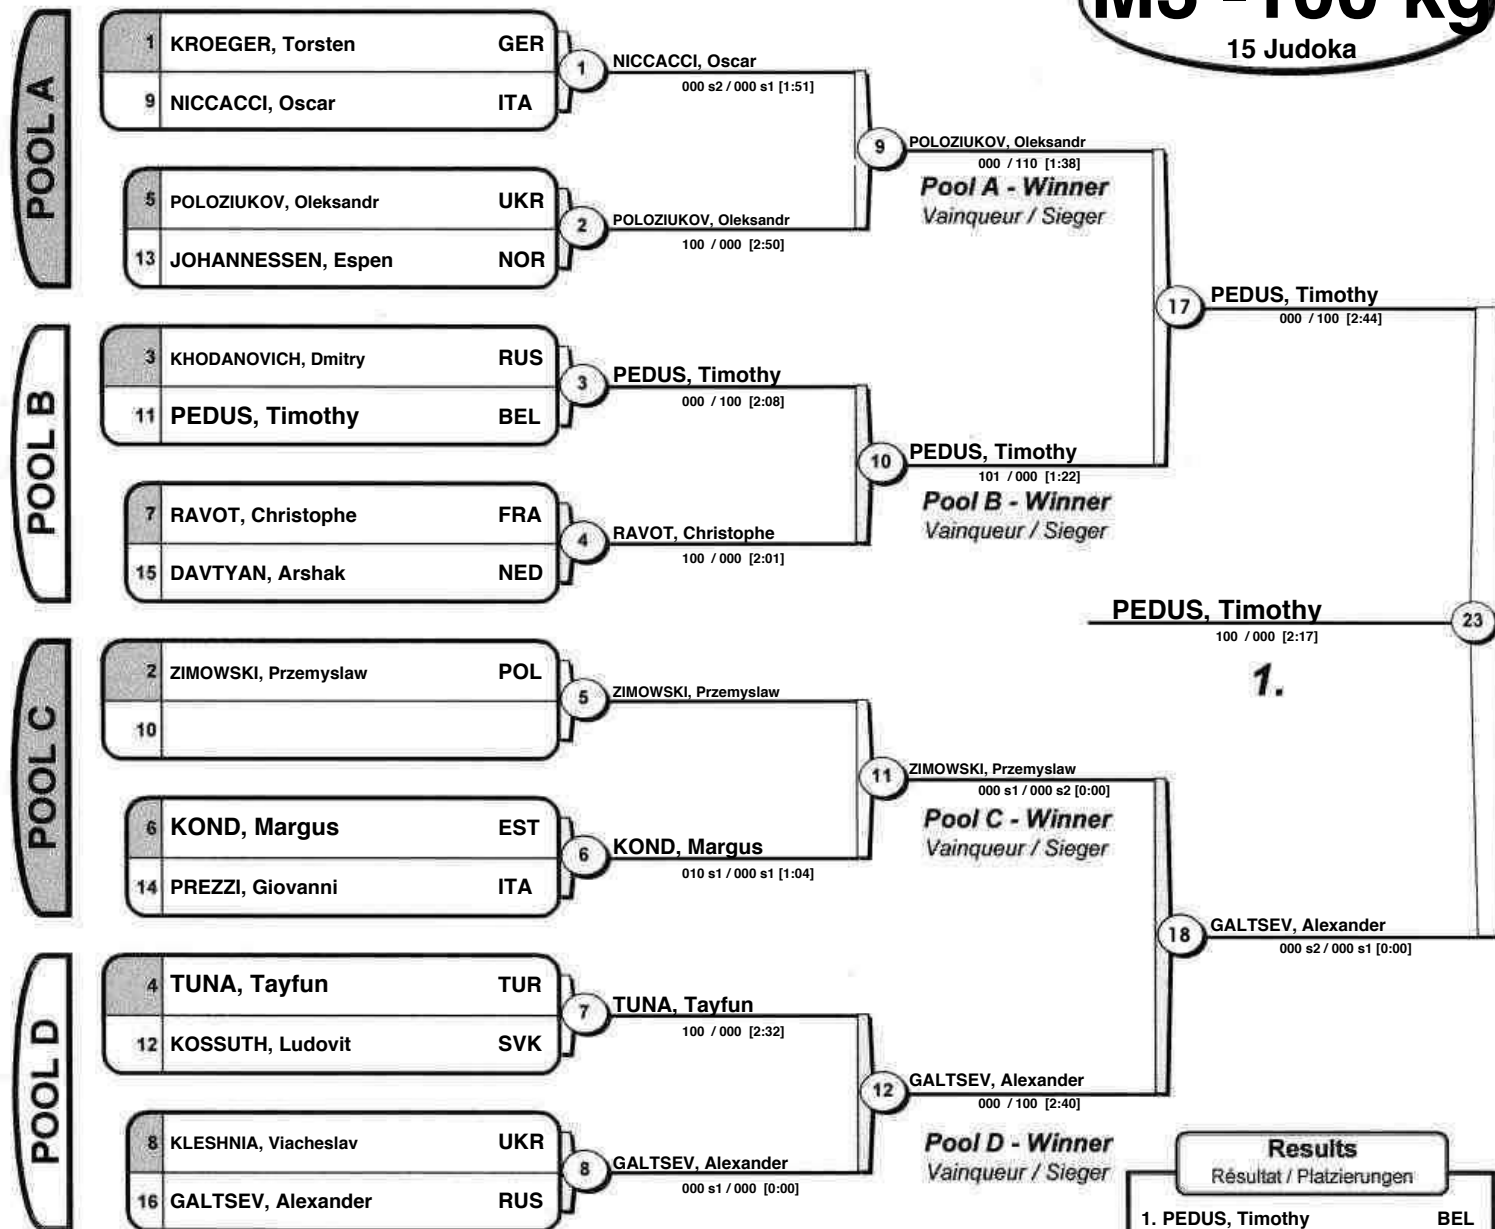 M3 -100 kg
15 Judoka
POOL A
1 KROEGER, Torsten GER
9 NICCACCI, Oscar ITA
1
NICCACCI, Oscar
000 s2 / 000 s1 [1:51]
5 POLOZIUKOV, Oleksandr UKR
13 JOHANNESSEN, Espen NOR
2
POLOZIUKOV, Oleksandr
100 / 000 [2:50]
9
POLOZIUKOV, Oleksandr
000 / 110 [1:38]
Pool A - Winner
Vainqueur / Sieger
POOL B
3 KHODANOVICH, Dmitry RUS
11 PEDUS, Timothy BEL
3
PEDUS, Timothy
000 / 100 [2:08]
7 RAVOT, Christophe FRA
15 DAVTYAN, Arshak NED
4
RAVOT, Christophe
100 / 000 [2:01]
10
PEDUS, Timothy
101 / 000 [1:22]
Pool B - Winner
Vainqueur / Sieger
17
PEDUS, Timothy
000 / 100 [2:44]
POOL C
2 ZIMOWSKI, Przemyslaw POL
10
5
ZIMOWSKI, Przemyslaw
6 KOND, Margus EST
14 PREZZI, Giovanni ITA
6
KOND, Margus
010 s1 / 000 s1 [1:04]
11
ZIMOWSKI, Przemyslaw
000 s1 / 000 s2 [0:00]
Pool C - Winner
Vainqueur / Sieger
POOL D
4 TUNA, Tayfun TUR
12 KOSSUTH, Ludovit SVK
7
TUNA, Tayfun
100 / 000 [2:32]
8 KLESHNIA, Viacheslav UKR
16 GALTSEV, Alexander RUS
8
GALTSEV, Alexander
000 s1 / 000 [0:00]
12
GALTSEV, Alexander
000 / 100 [2:40]
Pool D - Winner
Vainqueur / Sieger
18
GALTSEV, Alexander
000 s2 / 000 s1 [0:00]
23
PEDUS, Timothy
100 / 000 [2:17]
1.
Results
Résultat / Platzierungen
1. PEDUS, Timothy BEL